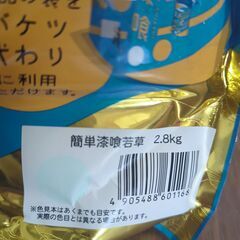 バケツ
代わり
に利用
ただけます。
簡単漆喰若草 2.8kg
4 905488 601168
※色見本はあくまでも目安です。
実際の色目とは異なる場合があります